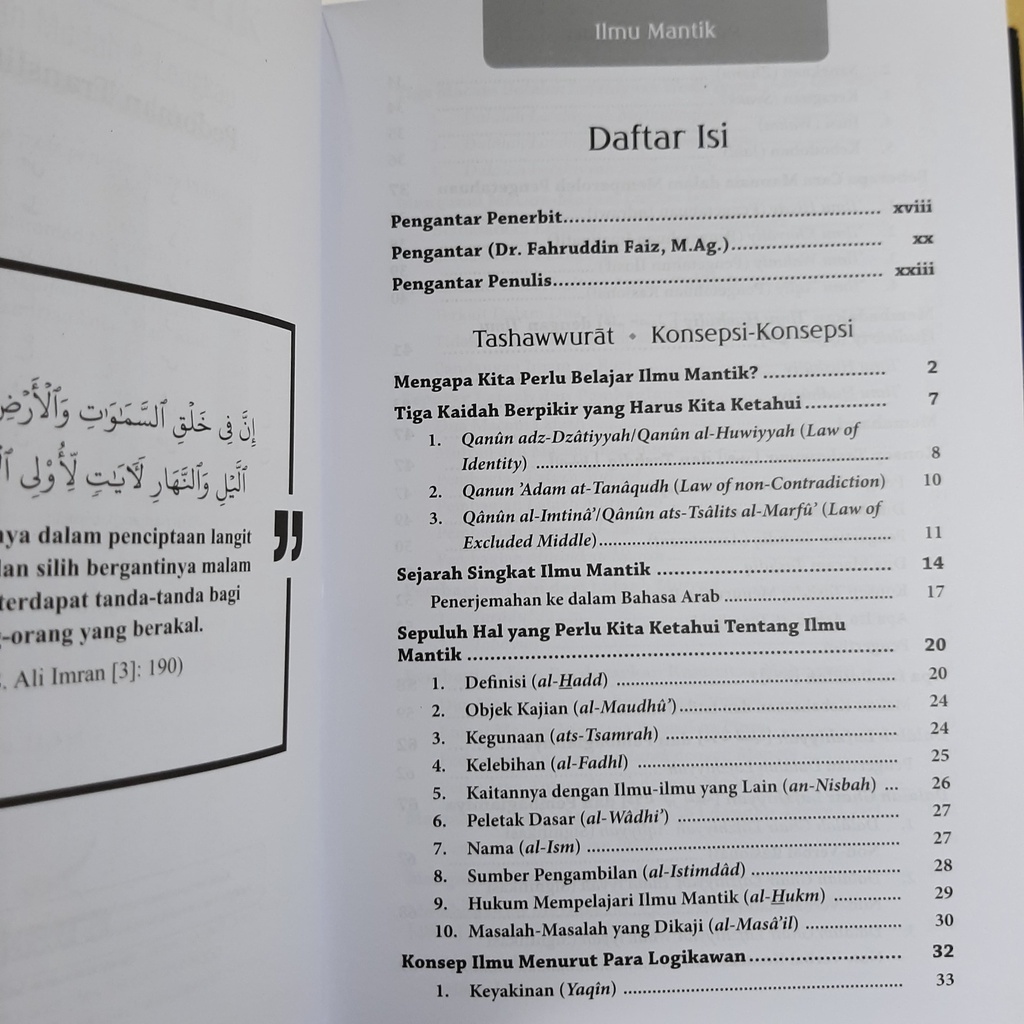 إِنَّ فِي خَلْقِ ٱلسَّمَٰوَٰتِ وَٱلْأَرْضِ
ٱلَّيْلِ وَٱلنَّهَارِ لَآيَٰتٍ لِّأُو۟لِى
dalam penciptaan langit
silih bergantinya malam
terdapat tanda-tanda bagi
-orang yang berakal.
Ali Imran [3]: 190)
”
Ilmu Mantik
Daftar Isi
Pengantar Penerbit.......... xviii
Pengantar (Dr. Fahruddin Faiz, M.Ag.).......... xx
Pengantar Penulis.......... xxiii
Tashawwurāt • Konsepsi-Konsepsi
Mengapa Kita Perlu Belajar Ilmu Mantik? .......... 2
Tiga Kaidah Berpikir yang Harus Kita Ketahui.......... 7
1. Qanûn adz-Dzâtiyyah/Qanûn al-Huwiyyah (Law of
Identity) .......... 8
2. Qanun ’Adam at-Tanâqudh (Law of non-Contradiction) 10
3. Qânûn al-Imtinâ’/Qânûn ats-Tsâlits al-Marfû’ (Law of
Excluded Middle).......... 11
Sejarah Singkat Ilmu Mantik .......... 14
Penerjemahan ke dalam Bahasa Arab .......... 17
Sepuluh Hal yang Perlu Kita Ketahui Tentang Ilmu
Mantik .......... 20
1. Definisi (al-Hadd) .......... 20
2. Objek Kajian (al-Maudhû’).......... 24
3. Kegunaan (ats-Tsamrah) .......... 24
4. Kelebihan (al-Fadhl) .......... 25
5. Kaitannya dengan Ilmu-ilmu yang Lain (an-Nisbah) ... 26
6. Peletak Dasar (al-Wâdhi’) .......... 27
7. Nama (al-Ism) .......... 27
8. Sumber Pengambilan (al-Istimdâd) .......... 28
9. Hukum Mempelajari Ilmu Mantik (al-Hukm) .......... 29
10. Masalah-Masalah yang Dikaji (al-Masâ’il) .......... 30
Konsep Ilmu Menurut Para Logikawan.......... 32
1. Keyakinan (Yaqîn) .......... 33